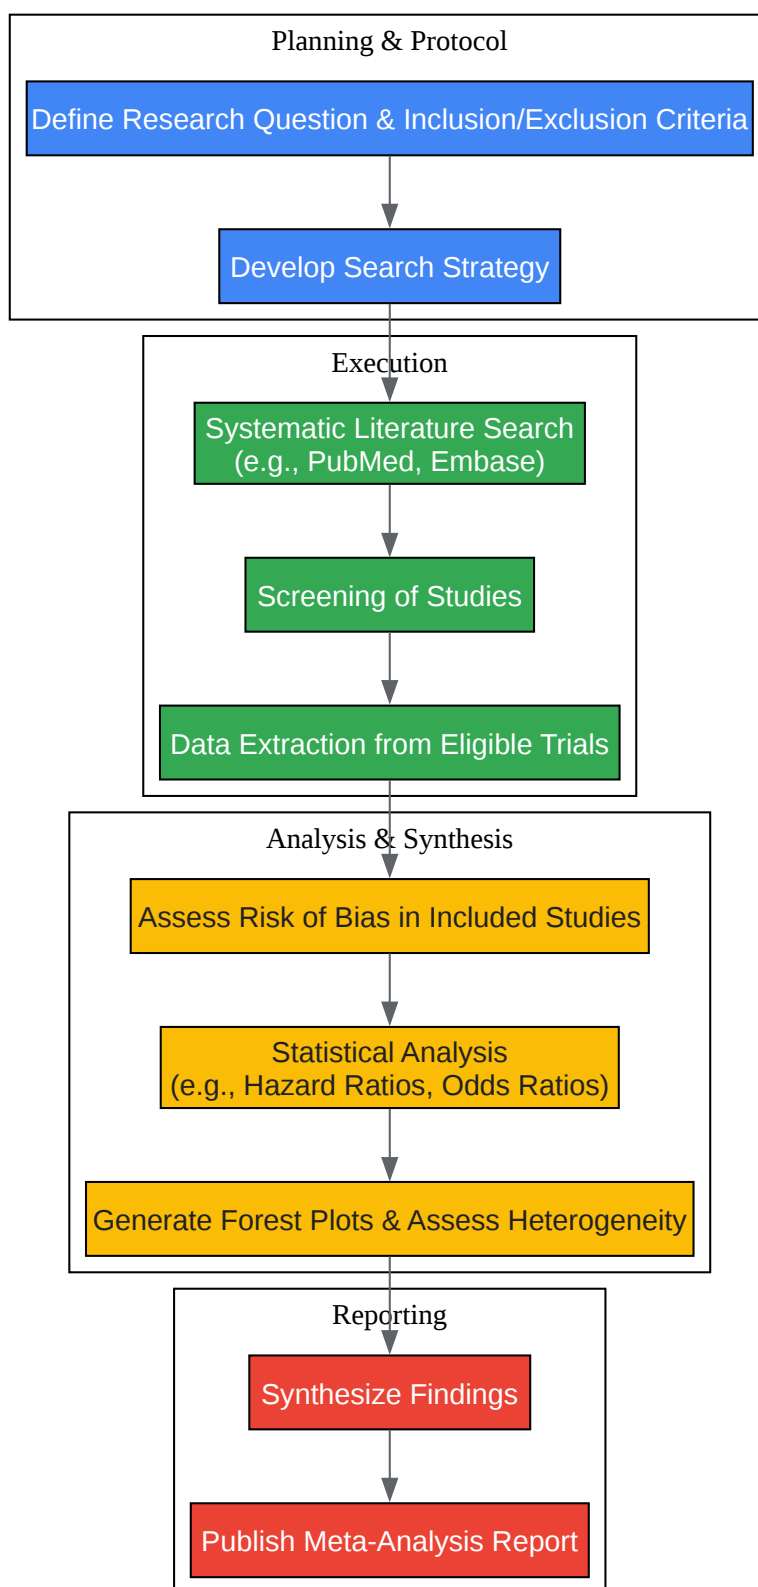 Planning & Protocol
Define Research Question & Inclusion/Exclusion Criteria
Develop Search Strategy
Execution
Systematic Literature Search
(e.g., PubMed, Embase)
Screening of Studies
Data Extraction from Eligible Trials
Analysis & Synthesis
Assess Risk of Bias in Included Studies
Statistical Analysis
(e.g., Hazard Ratios, Odds Ratios)
Generate Forest Plots & Assess Heterogeneity
Reporting
Synthesize Findings
Publish Meta-Analysis Report